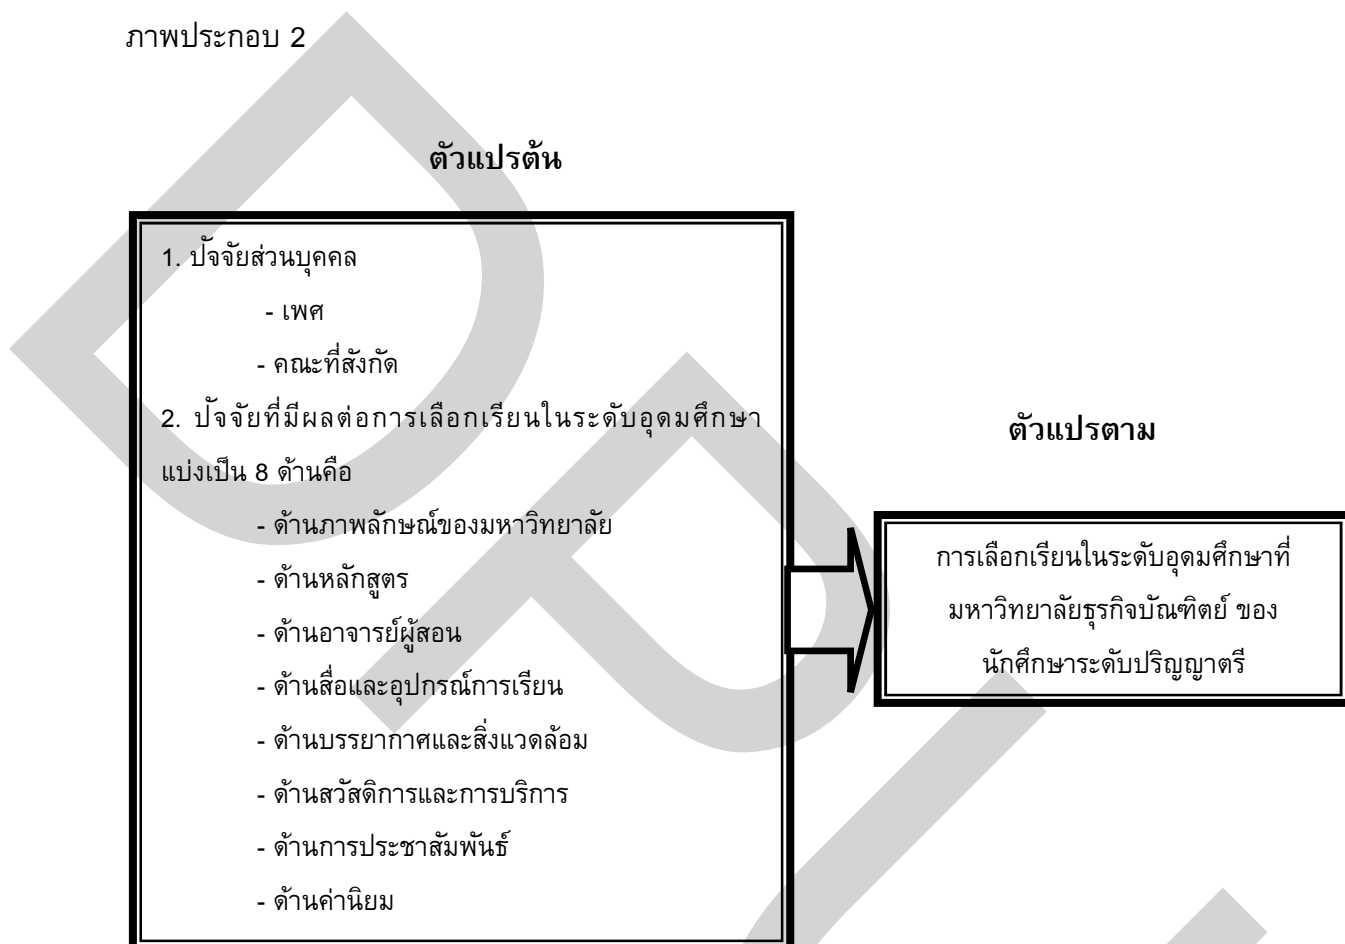 ภาพประกอบ 2
ตัวแปรต้น
1. ปัจจัยส่วนบุคคล
- เพศ
- คณะที่สังกัด
2. ปัจจัยที่มีผลต่อการเลือกเรียนในระดับอุดมศึกษา
แบ่งเป็น 8 ด้านคือ
- ด้านภาพลักษณ์ของมหาวิทยาลัย
- ด้านหลักสูตร
- ด้านอาจารย์ผู้สอน
- ด้านสื่อและอุปกรณ์การเรียน
- ด้านบรรยากาศและสิ่งแวดล้อม
- ด้านสวัสดิการและการบริการ
- ด้านการประชาสัมพันธ์
- ด้านค่านิยม
ตัวแปรตาม
การเลือกเรียนในระดับอุดมศึกษาที่
มหาวิทยาลัยธุรกิจบัณฑิตย์ ของ
นักศึกษาระดับปริญญาตรี